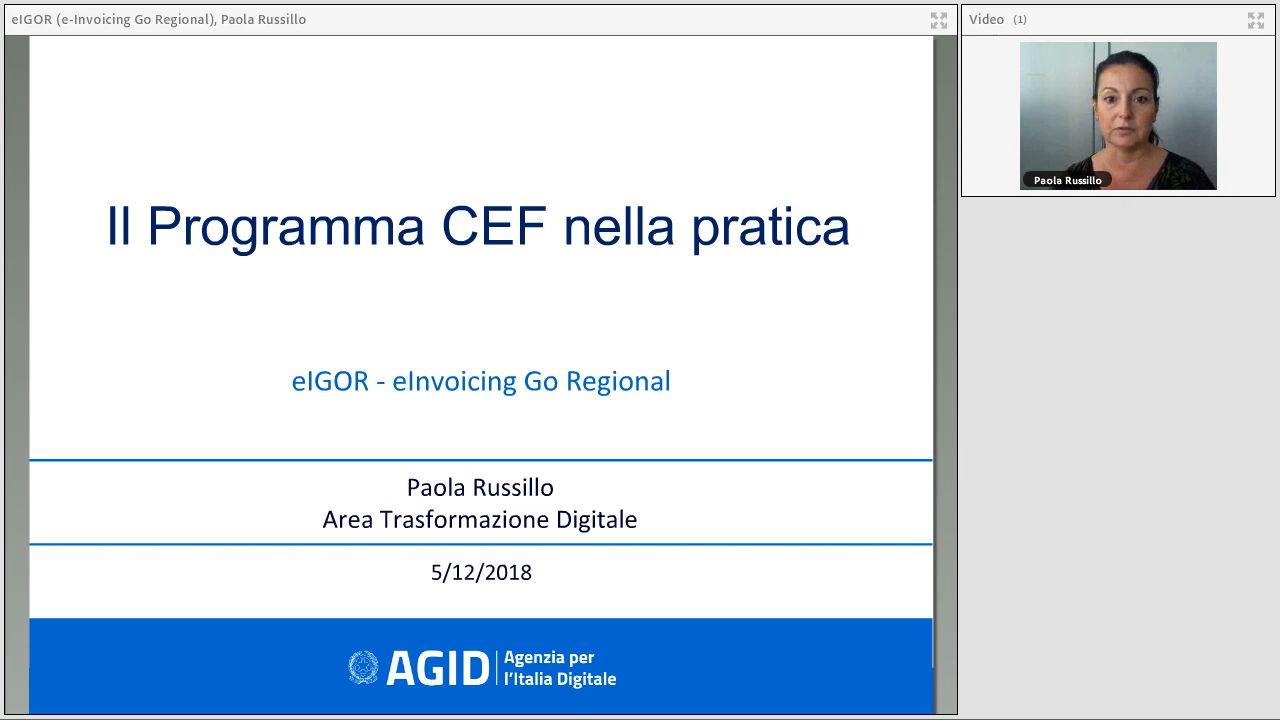 eIGOR (e-Invoicing Go Regional), Paola Russillo
Video (1)
Paola Russillo
Il Programma CEF nella pratica
eIGOR - eInvoicing Go Regional
Paola Russillo
Area Trasformazione Digitale
5/12/2018
AGID
Agenzia per
l'Italia Digitale